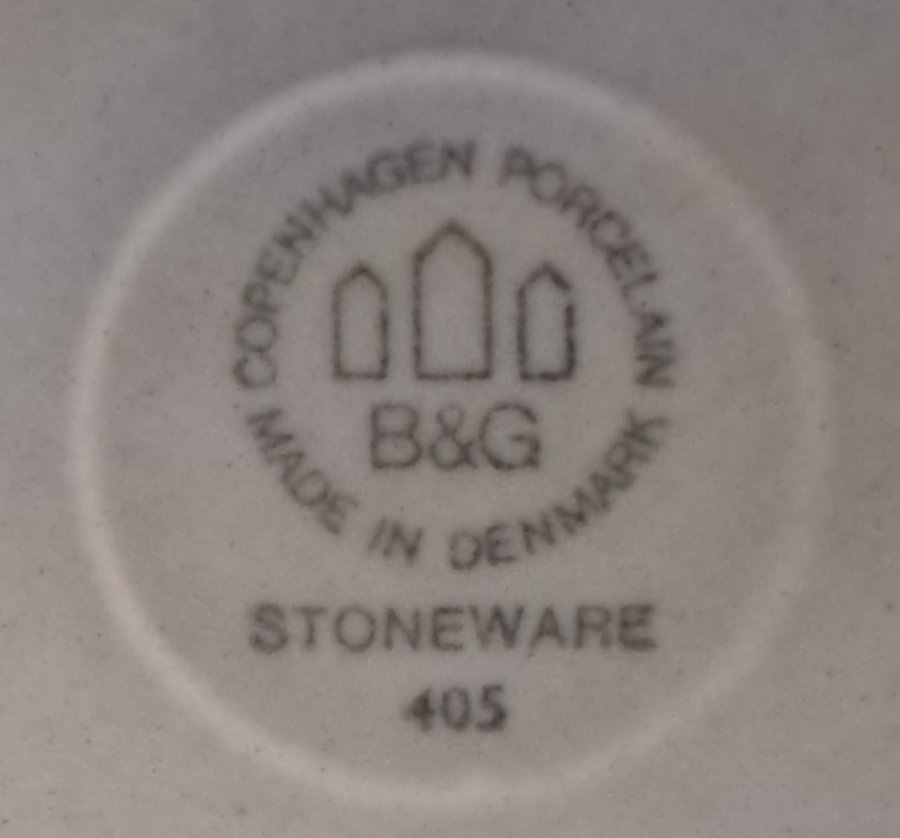 COPENHAGEN PORCELAIN
B&G
MADE IN DENMARK
STONEWARE
405